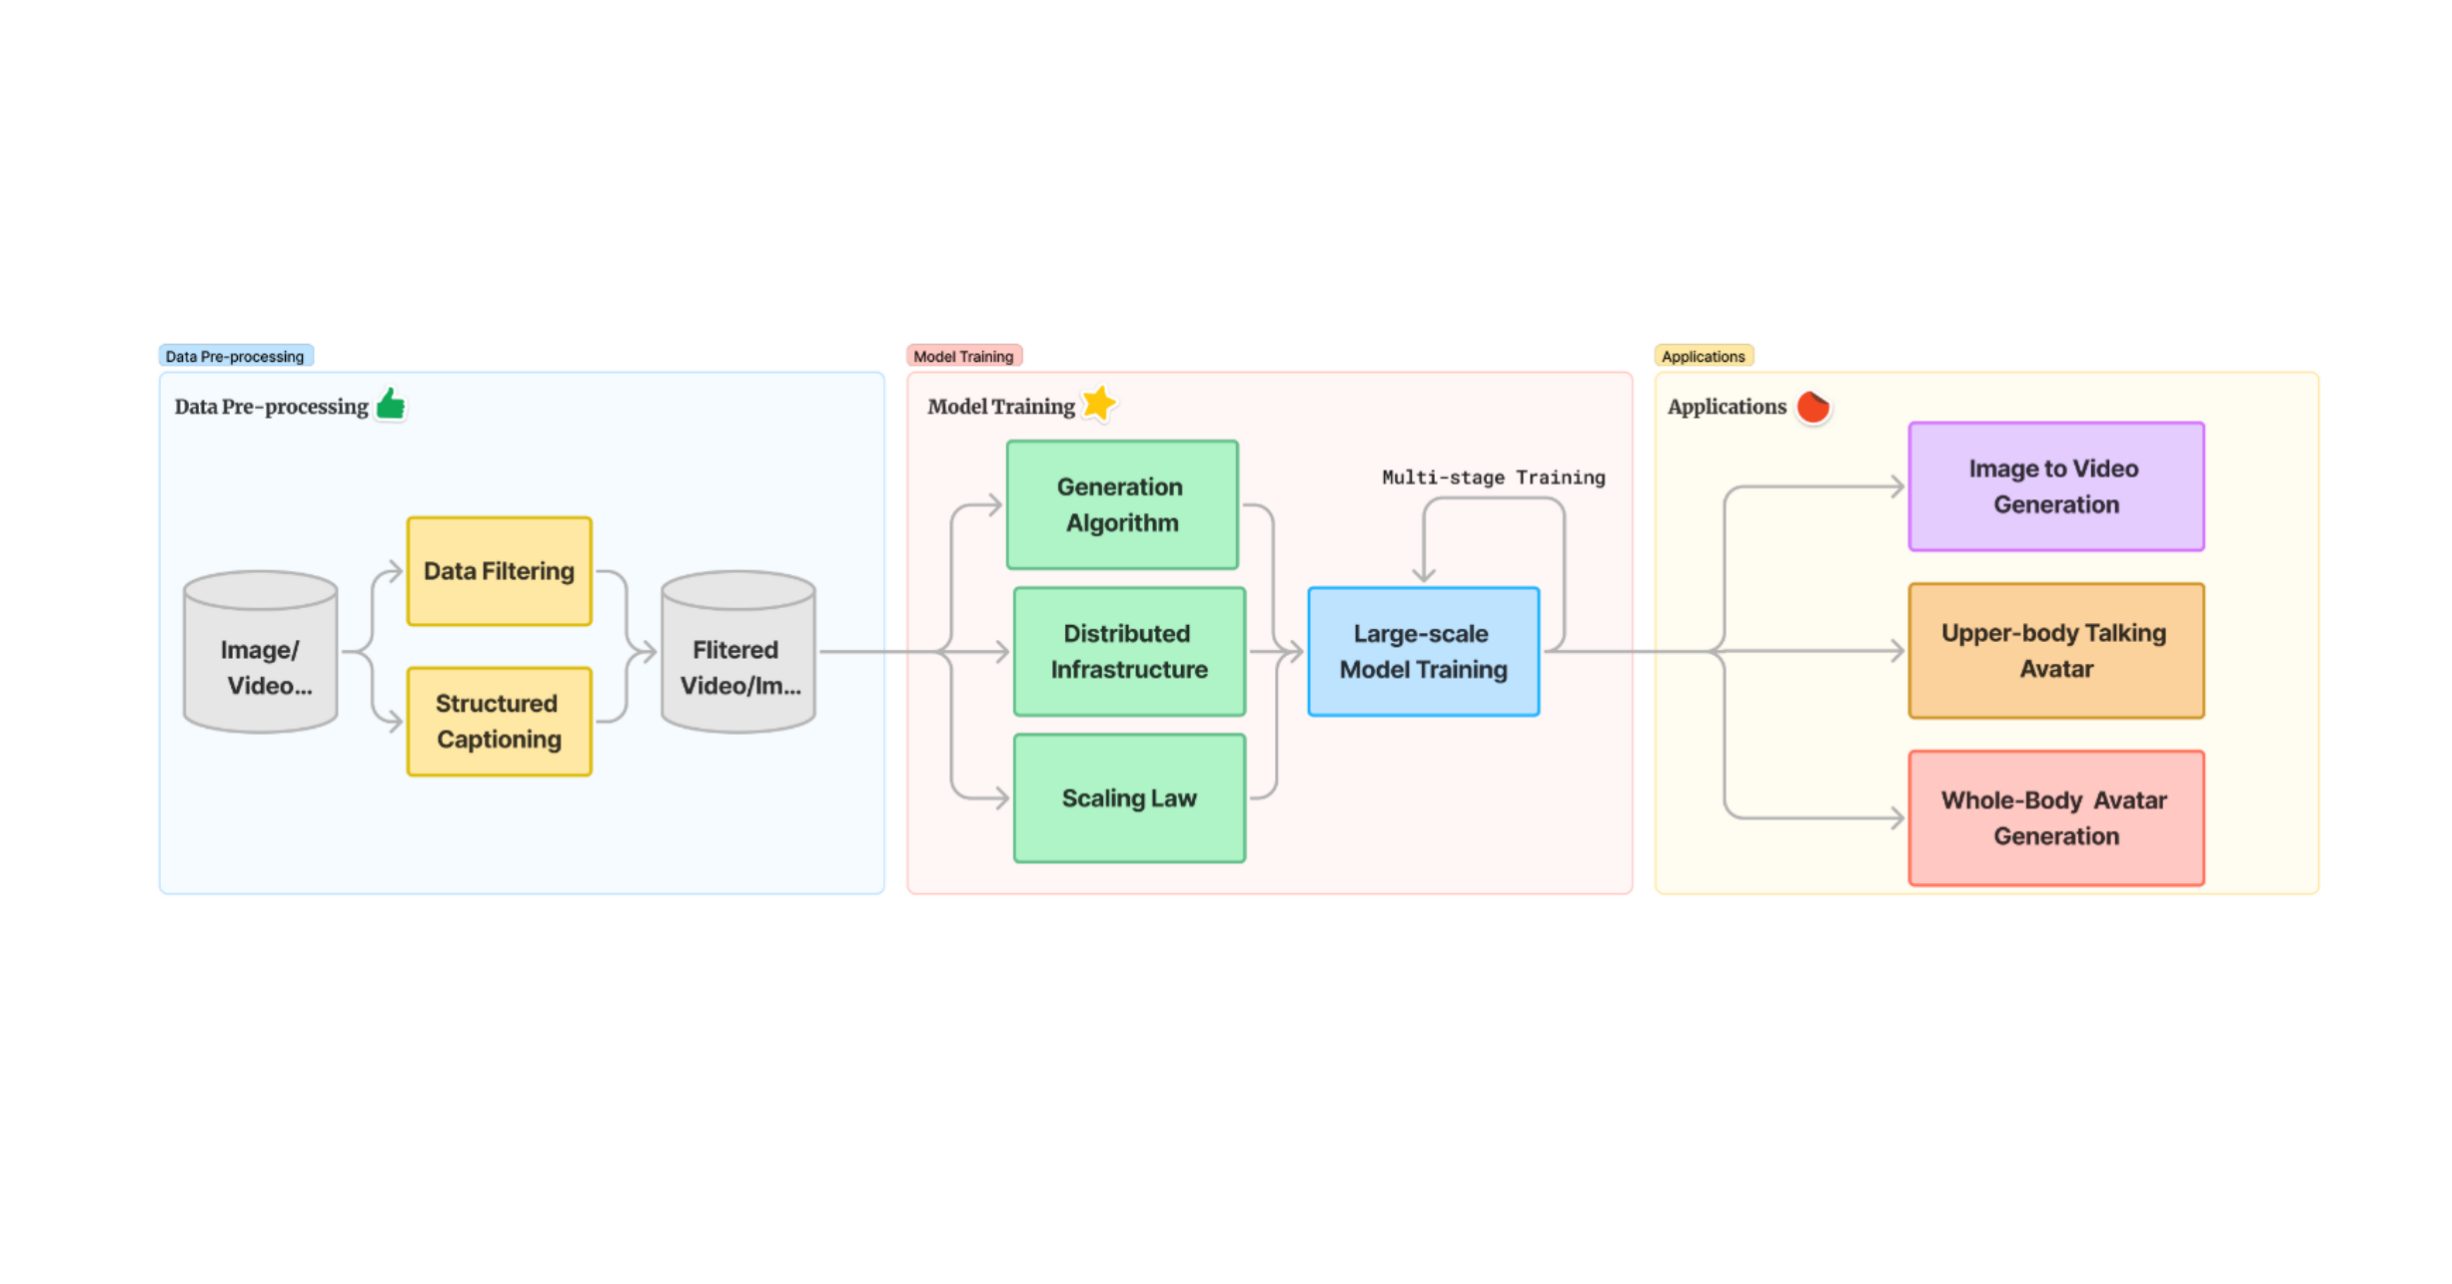 Data Pre-processing
Data Pre-processing
Image/
Video...
Data Filtering
Structured
Captioning
Flitered
Video/Im...
Model Training
Model Training
Generation
Algorithm
Distributed
Infrastructure
Scaling Law
Multi-stage Training
Large-scale
Model Training
Applications
Applications
Image to Video
Generation
Upper-body Talking
Avatar
Whole-Body Avatar
Generation